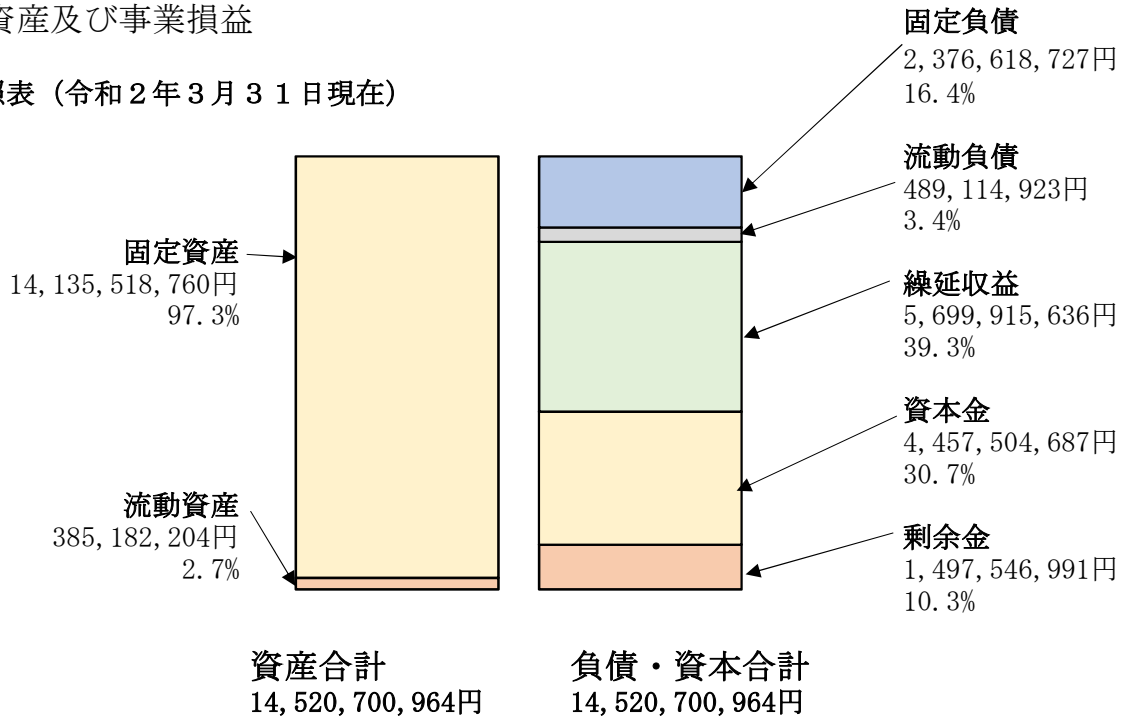 資産及び事業損益
照表（令和２年３月３１日現在）
固定資産
14,135,518,760円
97.3%
流動資産
385,182,204円
2.7%
固定負債
2,376,618,727円
16.4%
流動負債
489,114,923円
3.4%
繰延収益
5,699,915,636円
39.3%
資本金
4,457,504,687円
30.7%
剰余金
1,497,546,991円
10.3%
資産合計
14,520,700,964円
負債・資本合計
14,520,700,964円